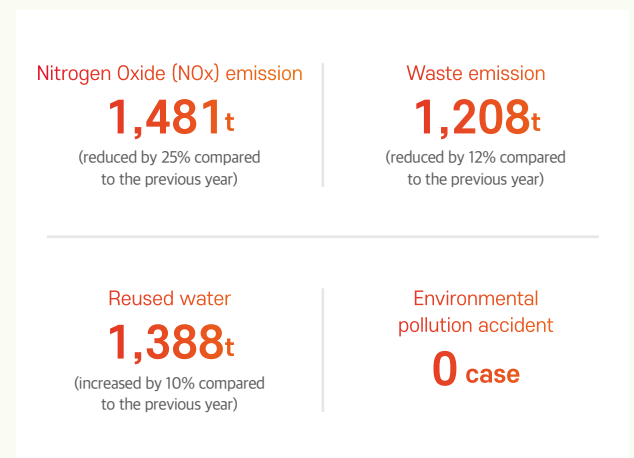 Nitrogen Oxide (NOx) emission
1,481t
(reduced by 25% compared
to the previous year)
Waste emission
1,208t
(reduced by 12% compared
to the previous year)
Reused water
1,388t
(increased by 10% compared
to the previous year)
Environmental
pollution accident
0 case